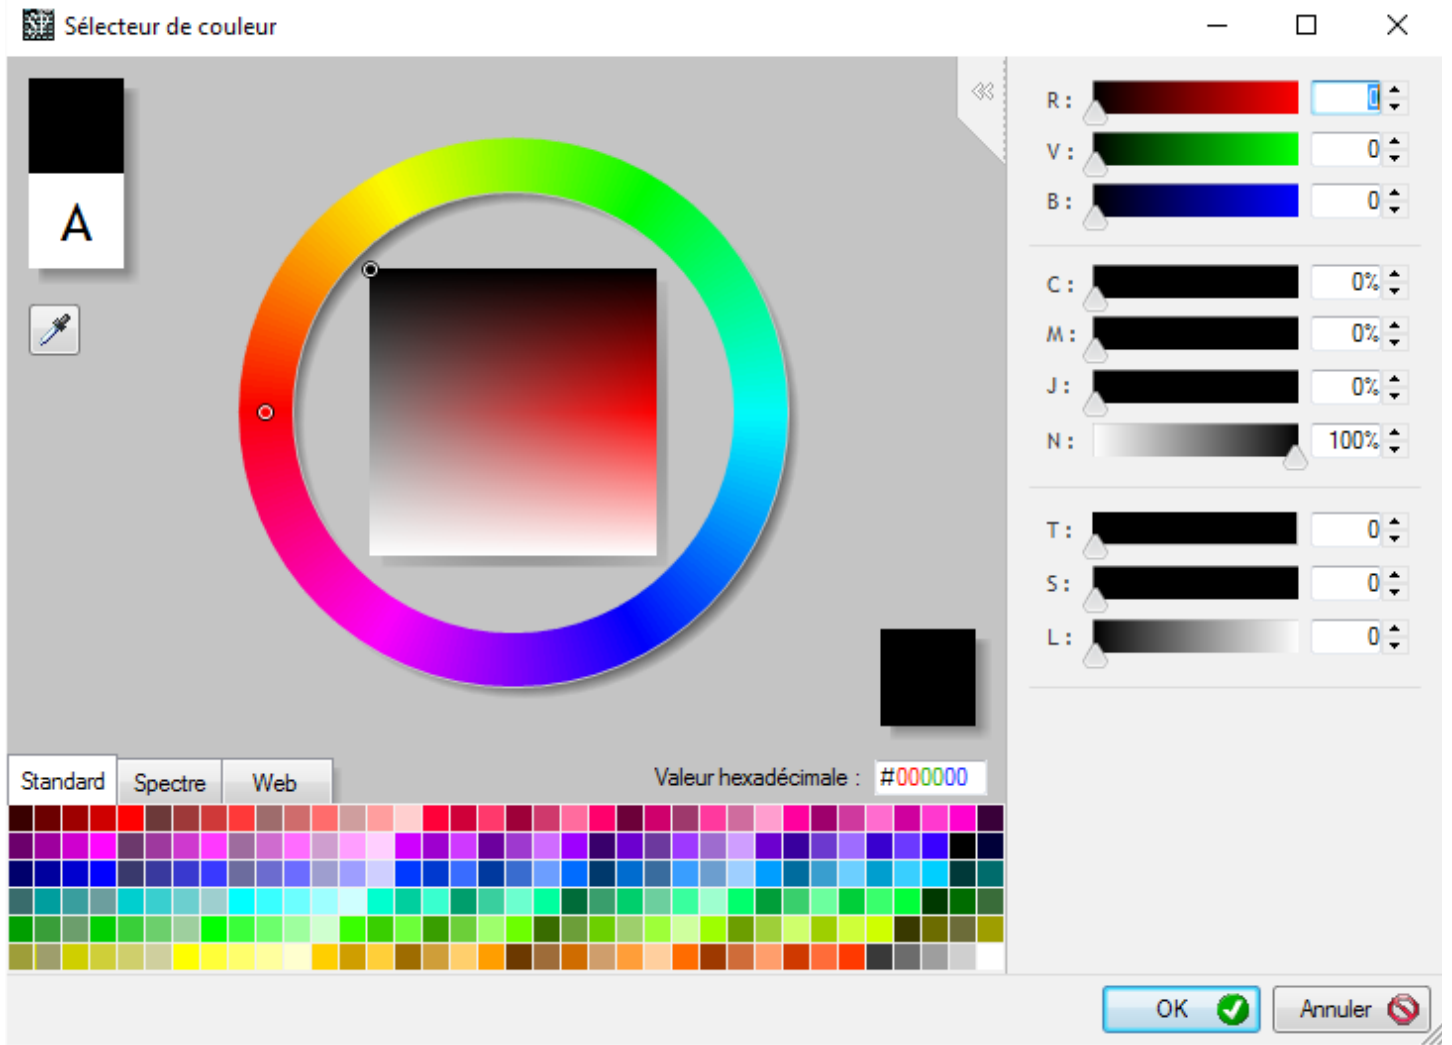 Sélecteur de couleur
A
R : 0
V : 0
B : 0
C : 0%
M : 0%
J : 0%
N : 100%
T : 0
S : 0
L : 0
Standard Spectre Web Valeur hexadécimale : #000000
OK Annuler